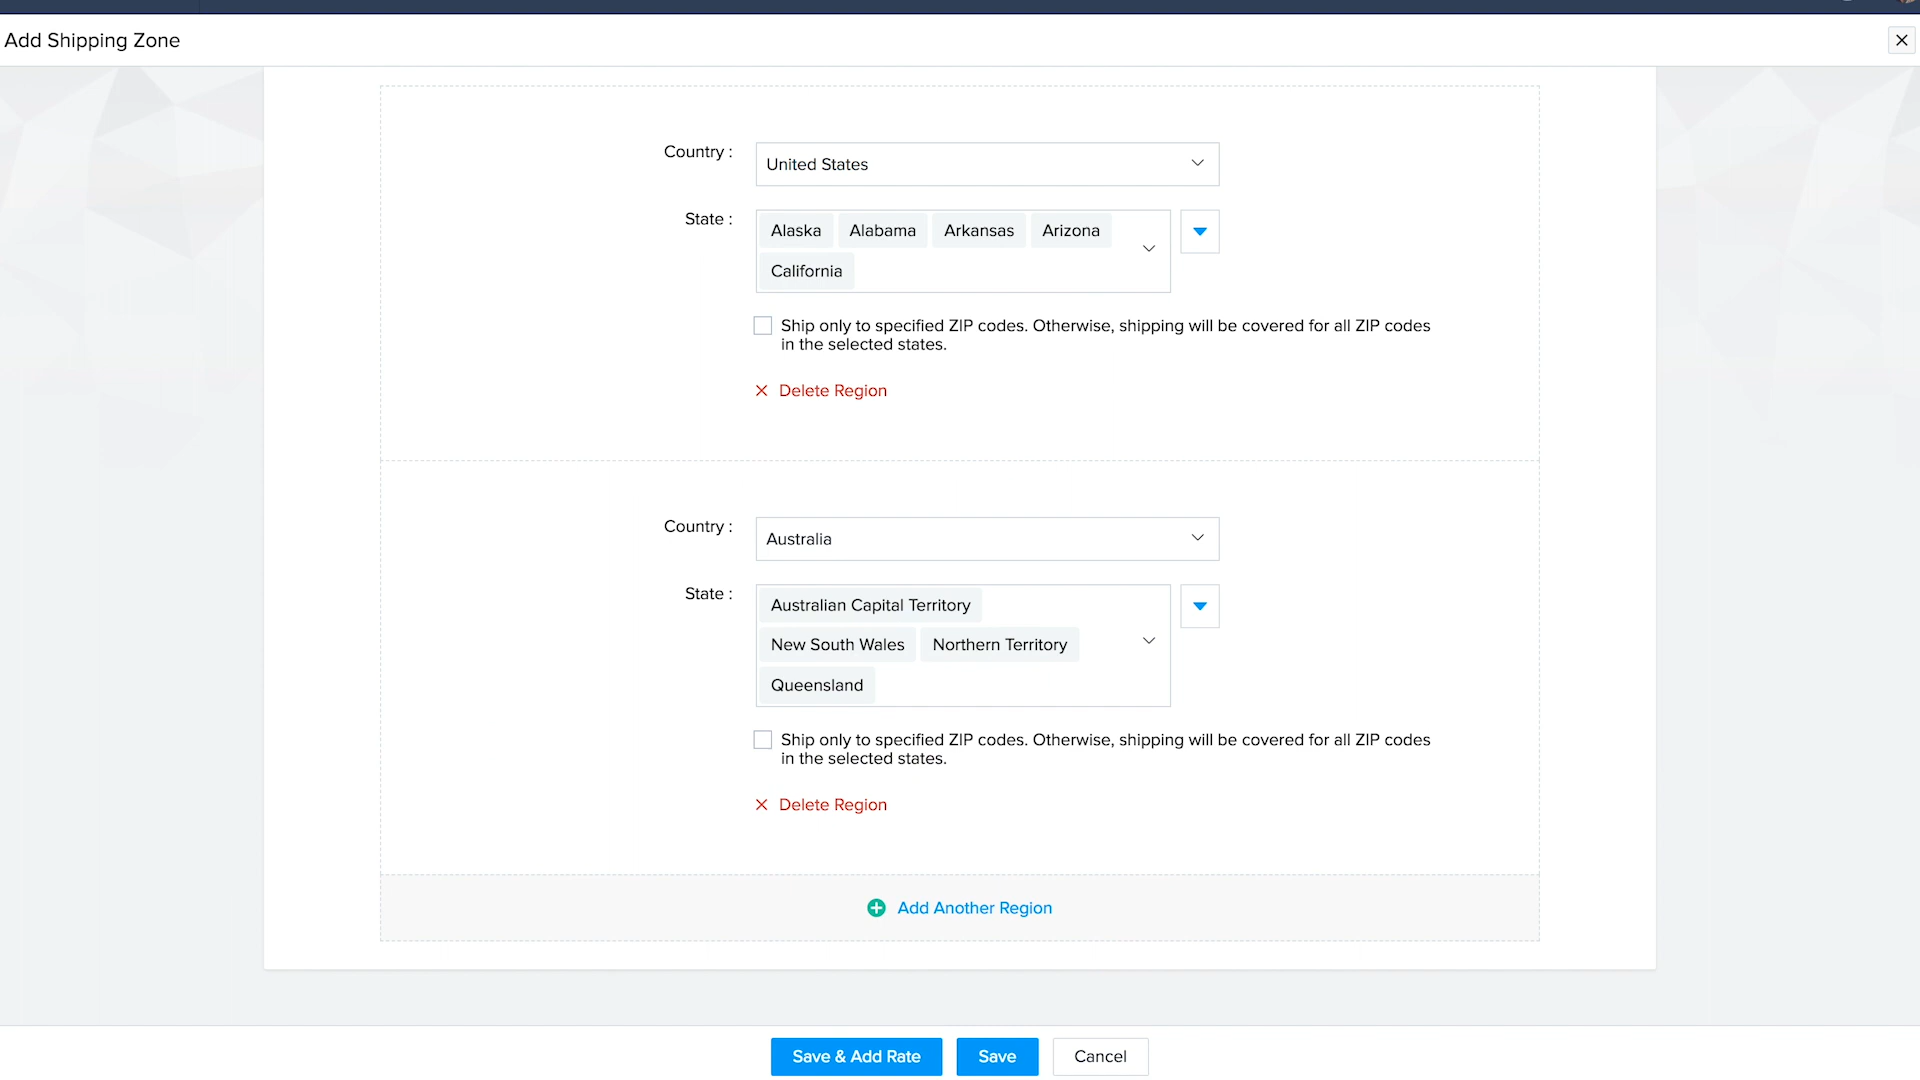 Add Shipping Zone
Country :
United States
State :
Alaska Alabama Arkansas Arizona
California
Ship only to specified ZIP codes. Otherwise, shipping will be covered for all ZIP codes
in the selected states.
Delete Region
Country :
Australia
State :
Australian Capital Territory
New South Wales Northern Territory
Queensland
Ship only to specified ZIP codes. Otherwise, shipping will be covered for all ZIP codes
in the selected states.
Delete Region
Add Another Region
Save & Add Rate Save Cancel